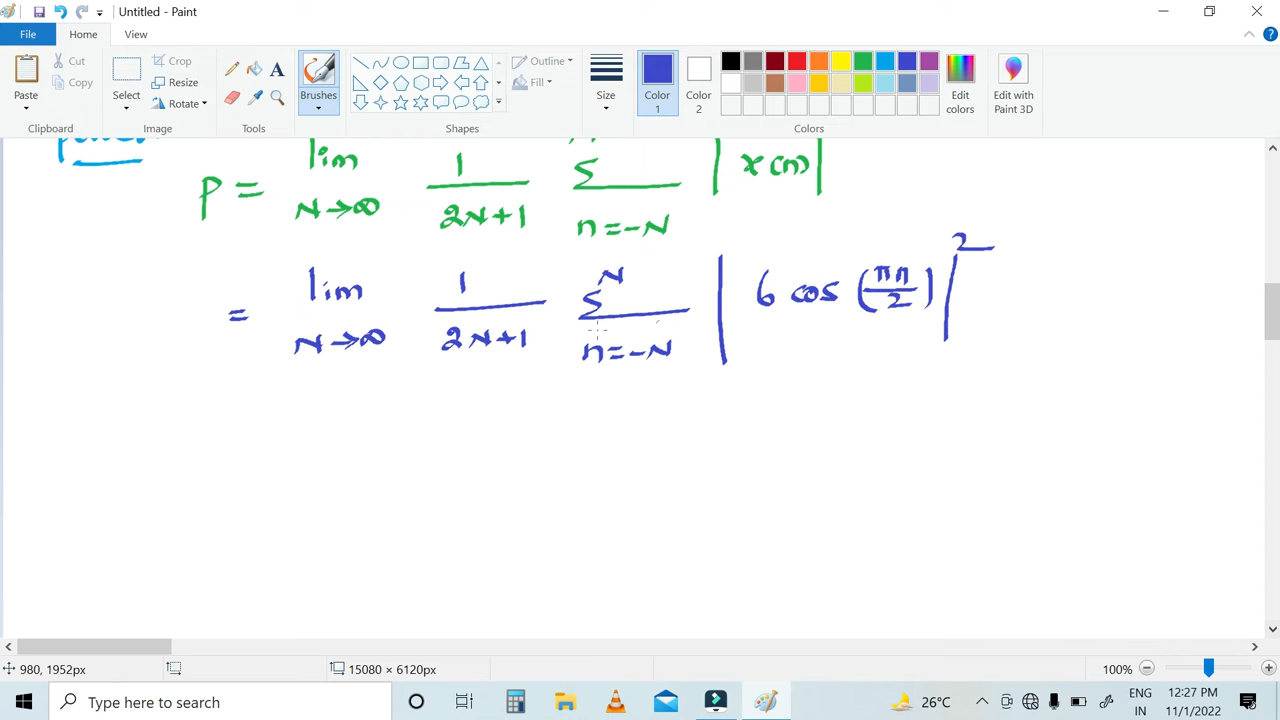 Untitled - Paint
File Home View
Paste Cut Copy Select Crop Resize Rotate Brushes Outline Fill Size Color 1 Color 2 Edit colors Edit with Paint 3D
Clipboard Image Tools Shapes Colors
P = lim N→∞ 1/2N+1 Σ n=-N |x(n)|
= lim N→∞ 1/2N+1 Σ^N n=-N |6 cos (πn/2)|^2
980, 1952px 15080 × 6120px 100%
Type here to search 26°C ENG IN 12:27 PM 11/1/2022